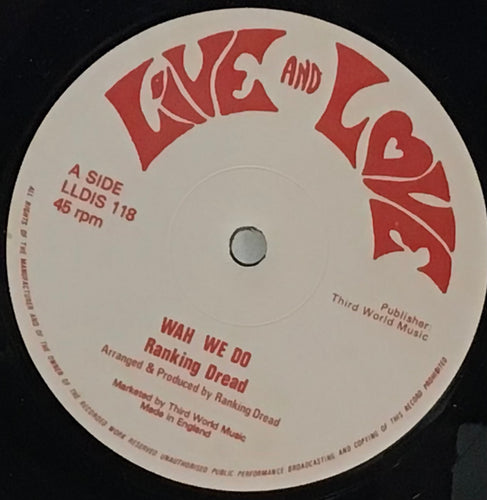 LIVE AND LOVE
A SIDE
LLDIS 118
45 rpm
Publisher:
Third World Music
WAH WE DO
Ranking Dread
Arranged & Produced by Ranking Dread
Marketed by Third World Music
Made in England
ALL RIGHTS OF THE MANUFACTURER AND OF THE OWNER OF THE RECORDED WORK RESERVED UNAUTHORISED PUBLIC PERFORMANCE BROADCASTING AND COPYING OF THIS RECORD PROHIBITED